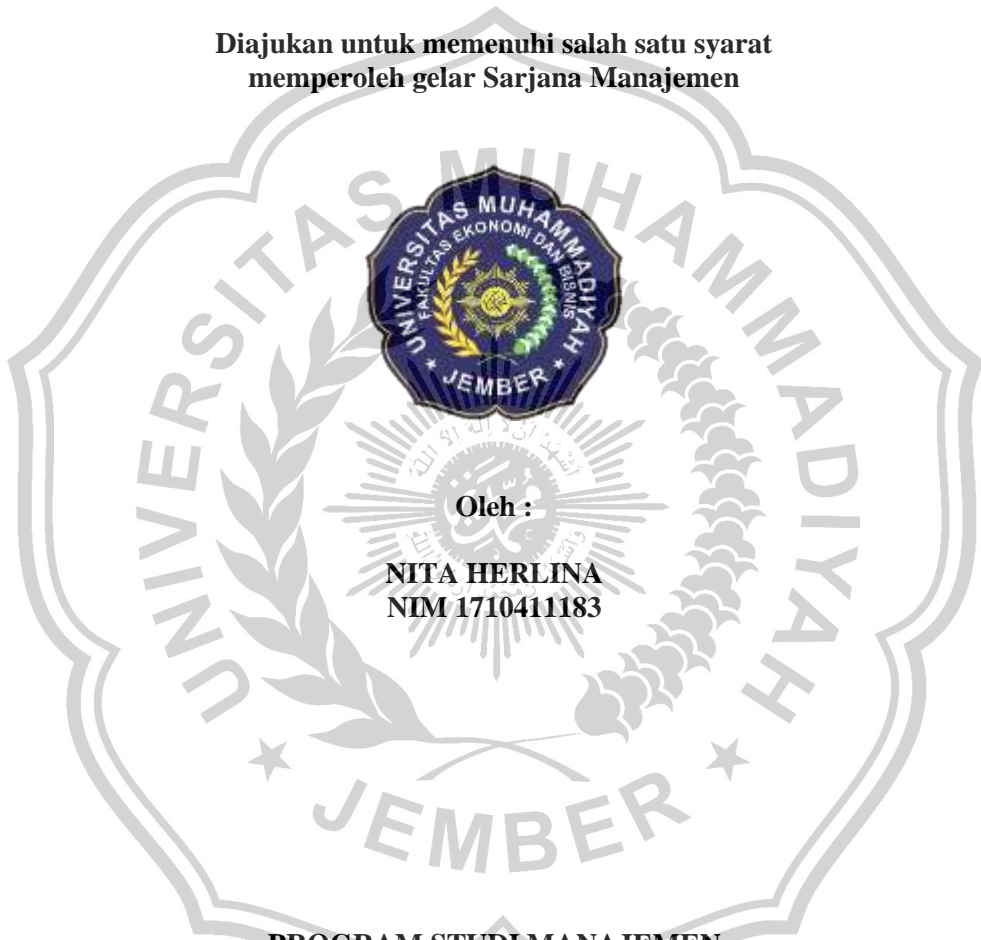 Diajukan untuk memenuhi salah satu syarat
memperoleh gelar Sarjana Manajemen
UNIVERSITAS MUHAMMADIYAH
FAKULTAS EKONOMI DAN BISNIS
* JEMBER *
UNIVERSITAS MUHAMMADIYAH
★ JEMBER ★
Oleh :
NITA HERLINA
NIM 1710411183
PROGRAM STUDI MANAJEMEN